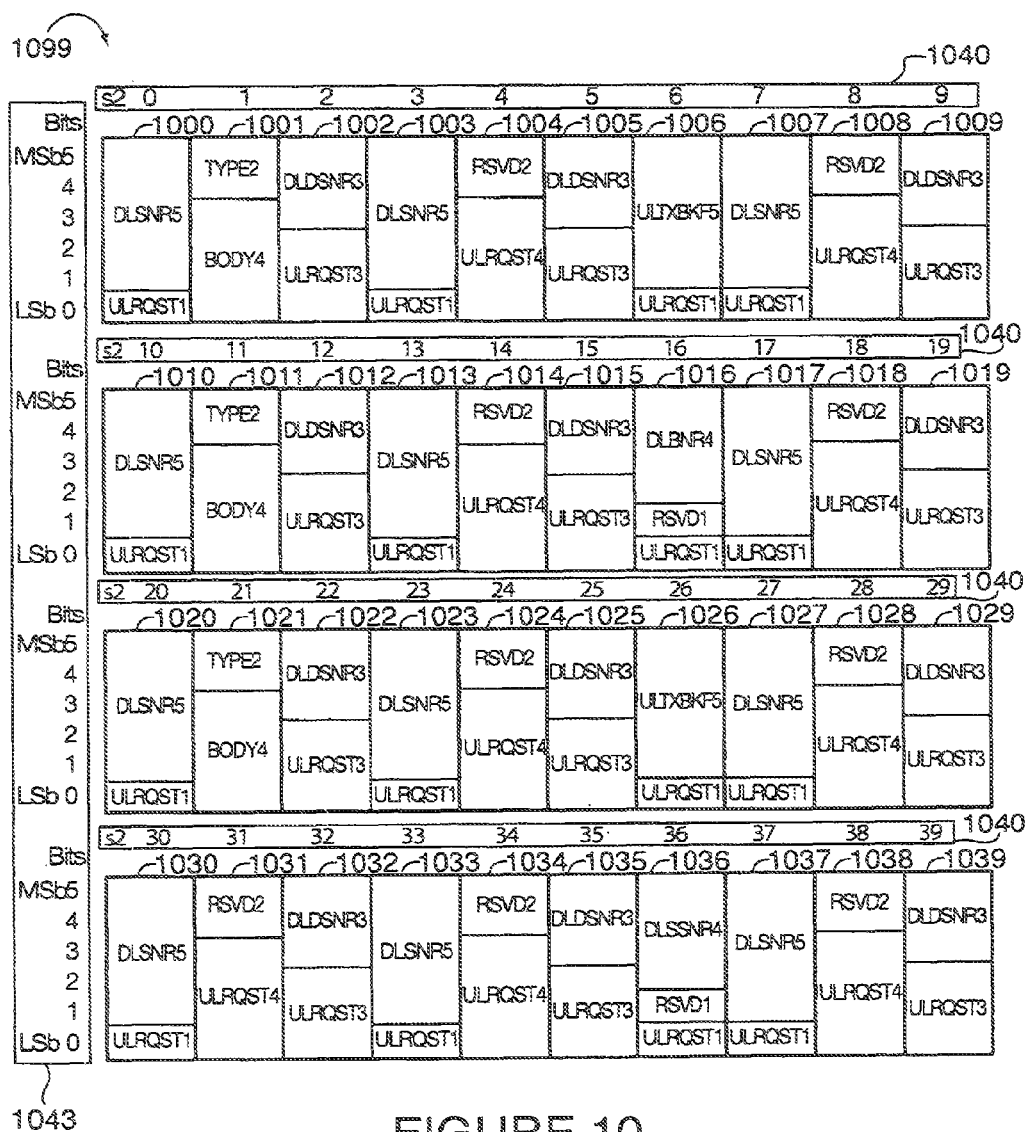 1099
1040
s2 0 1 2 3 4 5 6 7 8 9
Bits 1000 1001 1002 1003 1004 1005 1006 1007 1008 1009
MSb5 TYPE2 RSVD2 RSVD2
4 DLDSNR3 DLDSNR3 DLDSNR3
3 DLSNR5 DLSNR5 ULTXBKF5 DLSNR5
2 BODY4 ULRQST4 ULRQST4
1 ULRQST3 ULRQST3 ULRQST3
LSb 0 ULRQST1 ULRQST1 ULRQST1 ULRQST1
s2 10 11 12 13 14 15 16 17 18 19 1040
Bits 1010 1011 1012 1013 1014 1015 1016 1017 1018 1019
MSb5 TYPE2 RSVD2 RSVD2
4 DLDSNR3 DLDSNR3 DLBNR4 DLDSNR3
3 DLSNR5 DLSNR5 DLSNR5
2 BODY4 ULRQST4 ULRQST4
1 ULRQST3 ULRQST3 RSVD1 ULRQST3
LSb 0 ULRQST1 ULRQST1 ULRQST1 ULRQST1
s2 20 21 22 23 24 25 26 27 28 29 1040
Bits 1020 1021 1022 1023 1024 1025 1026 1027 1028 1029
MSb5 TYPE2 RSVD2 RSVD2
4 DLDSNR3 DLDSNR3 DLDSNR3
3 DLSNR5 DLSNR5 ULTXBKF5 DLSNR5
2 BODY4 ULRQST4 ULRQST4
1 ULRQST3 ULRQST3 ULRQST3
LSb 0 ULRQST1 ULRQST1 ULRQST1 ULRQST1
s2 30 31 32 33 34 35 36 37 38 39 1040
Bits 1030 1031 1032 1033 1034 1035 1036 1037 1038 1039
MSb5 RSVD2 RSVD2 RSVD2
4 DLDSNR3 DLDSNR3 DLSSNR4 DLDSNR3
3 DLSNR5 DLSNR5 DLSNR5
2 ULRQST4 ULRQST4 ULRQST4
1 ULRQST3 ULRQST3 RSVD1 ULRQST3
LSb 0 ULRQST1 ULRQST1 ULRQST1 ULRQST1
1043
FIGURE 10